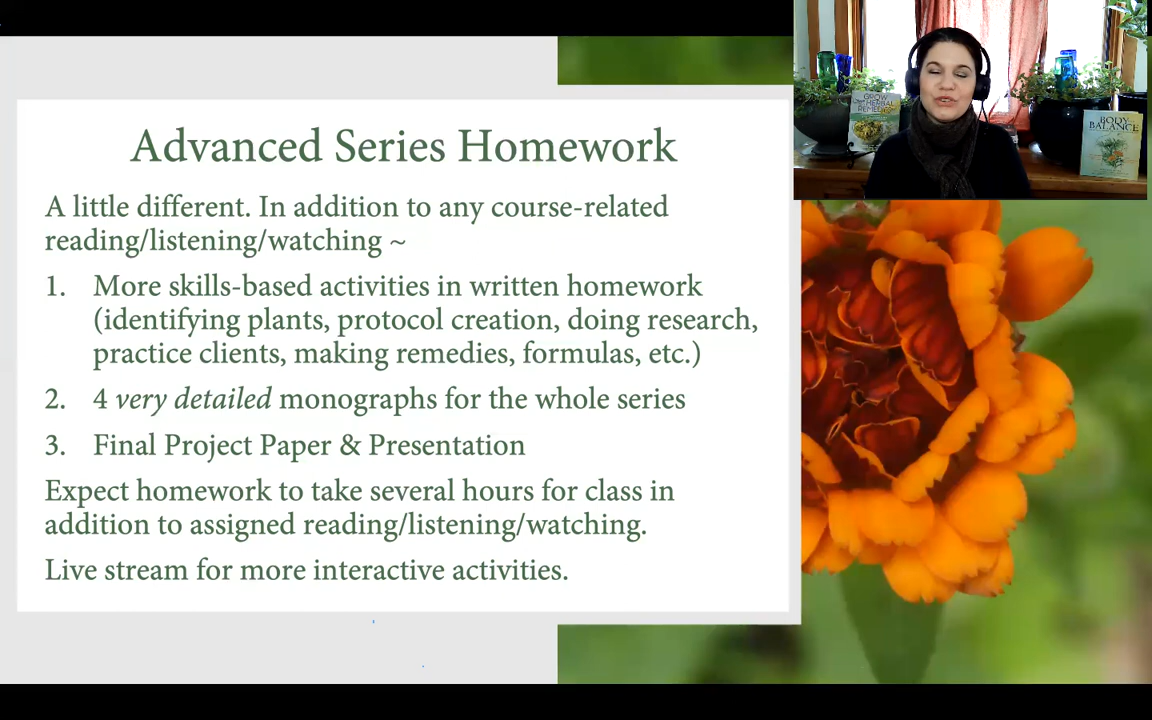 Advanced Series Homework
A little different. In addition to any course-related
reading/listening/watching ~
1. More skills-based activities in written homework
(identifying plants, protocol creation, doing research,
practice clients, making remedies, formulas, etc.)
2. 4 very detailed monographs for the whole series
3. Final Project Paper & Presentation
Expect homework to take several hours for class in
addition to assigned reading/listening/watching.
Live stream for more interactive activities.
GROW
HERBAL
REMEDIES
BODY
BALANCE